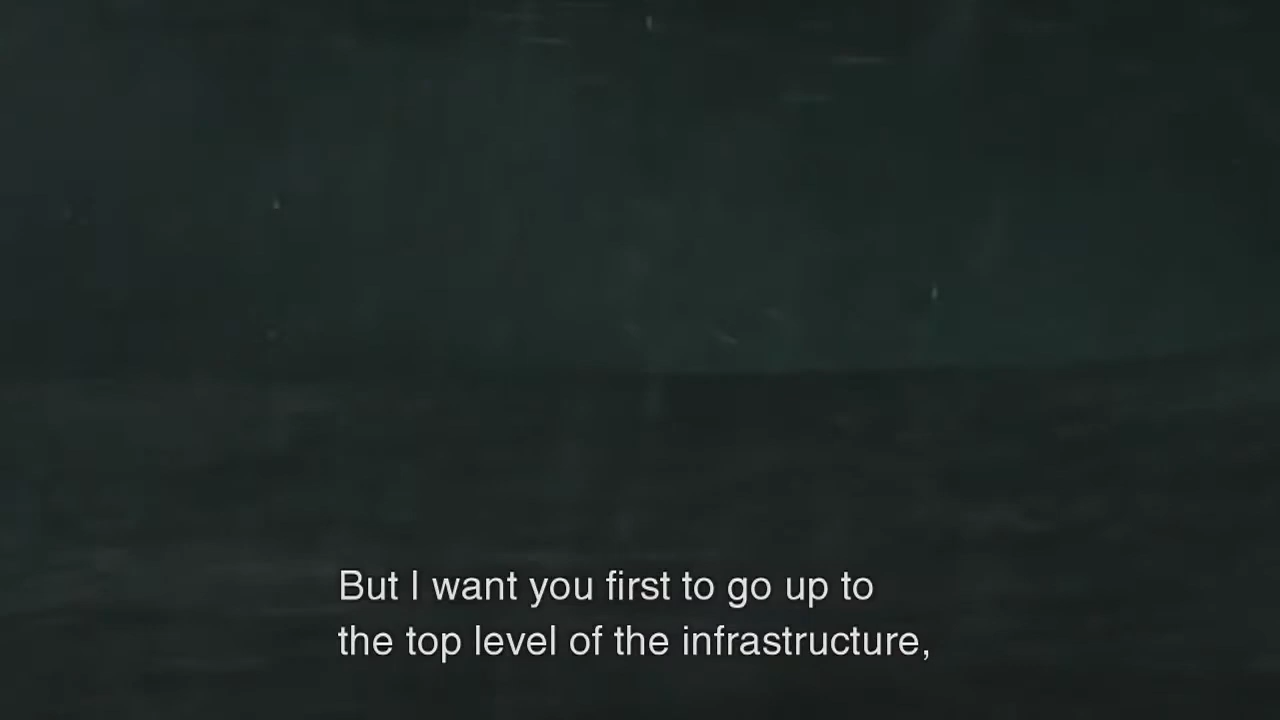 But I want you first to go up to
the top level of the infrastructure,